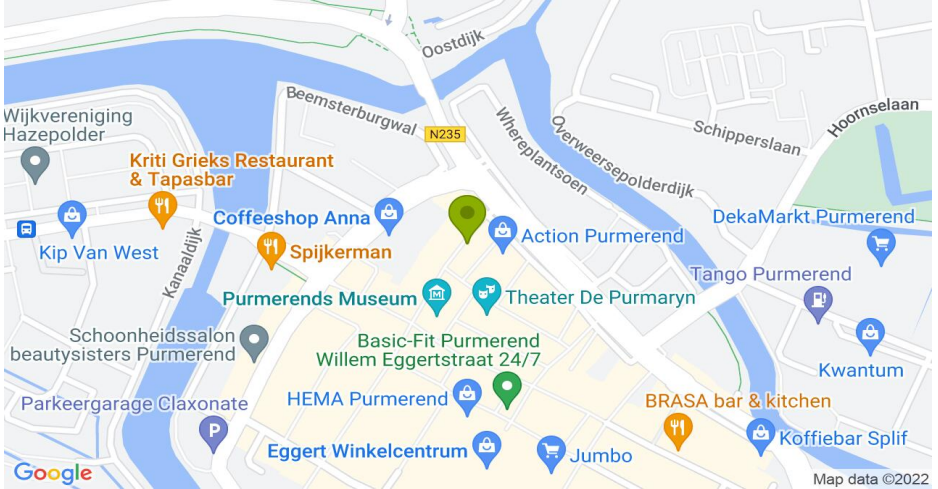 Oostdijk
Beemsterburgwal
N235
Whereplantsoen
Overweersepolderdijk
Schipperslaan
Hoornselaan
Wijkvereniging
Hazepolder
Kriti Grieks Restaurant
& Tapasbar
Coffeeshop Anna
Action Purmerend
DekaMarkt Purmerend
Kip Van West
Kanaaldijk
Spijkerman
Tango Purmerend
Purmerends Museum
Theater De Purmaryn
Schoonheidssalon
beautysisters Purmerend
Basic-Fit Purmerend
Willem Eggertstraat 24/7
Kwantum
Parkeergarage Claxonate
P
HEMA Purmerend
BRASA bar & kitchen
Koffiebar Splif
Eggert Winkelcentrum
Jumbo
Google
Map data ©2022